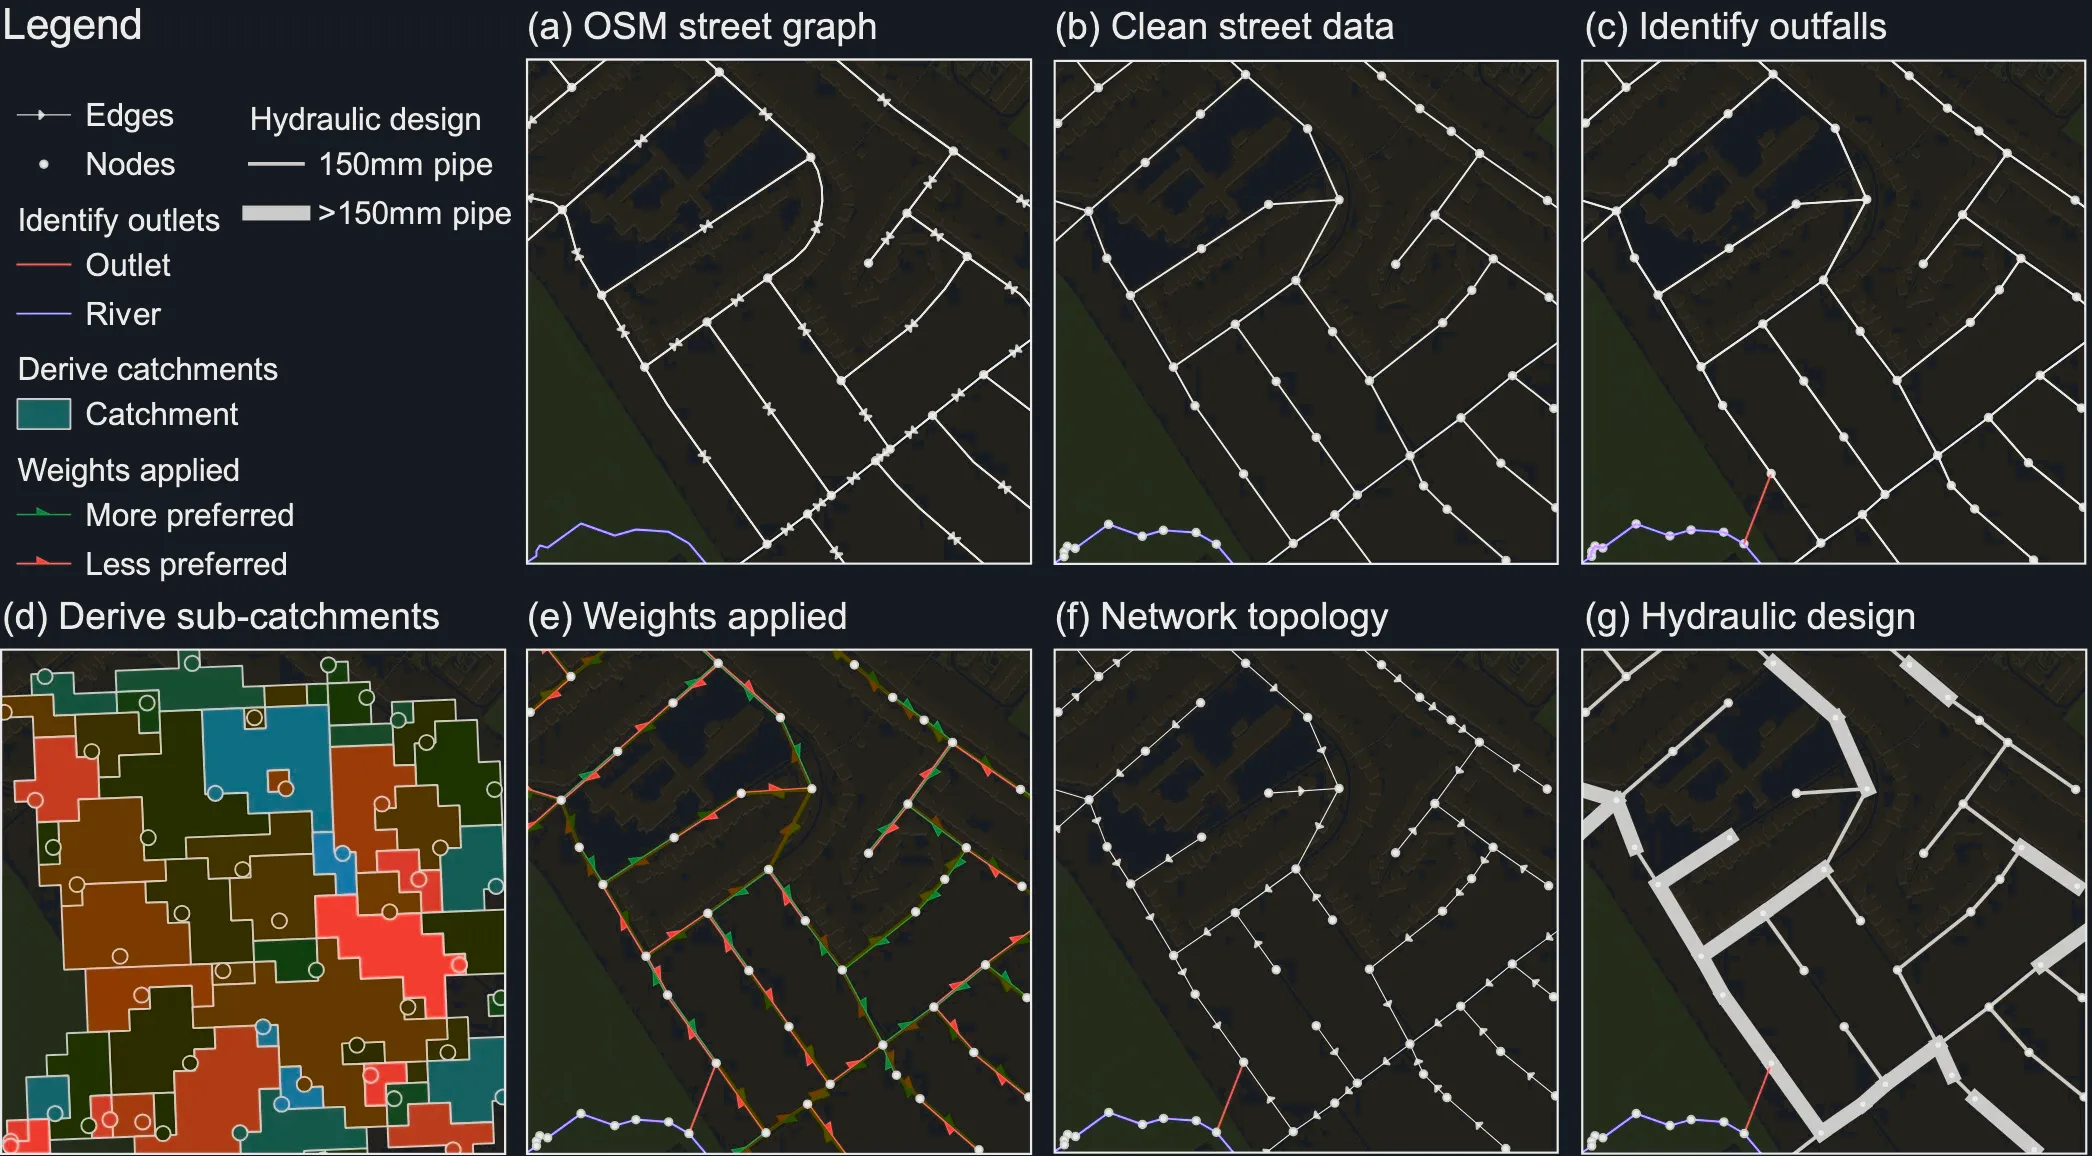 Legend
Edges
Nodes
Hydraulic design
150mm pipe
>150mm pipe
Identify outlets
Outlet
River
Derive catchments
Catchment
Weights applied
More preferred
Less preferred
(a) OSM street graph
(b) Clean street data
(c) Identify outfalls
(d) Derive sub-catchments
(e) Weights applied
(f) Network topology
(g) Hydraulic design